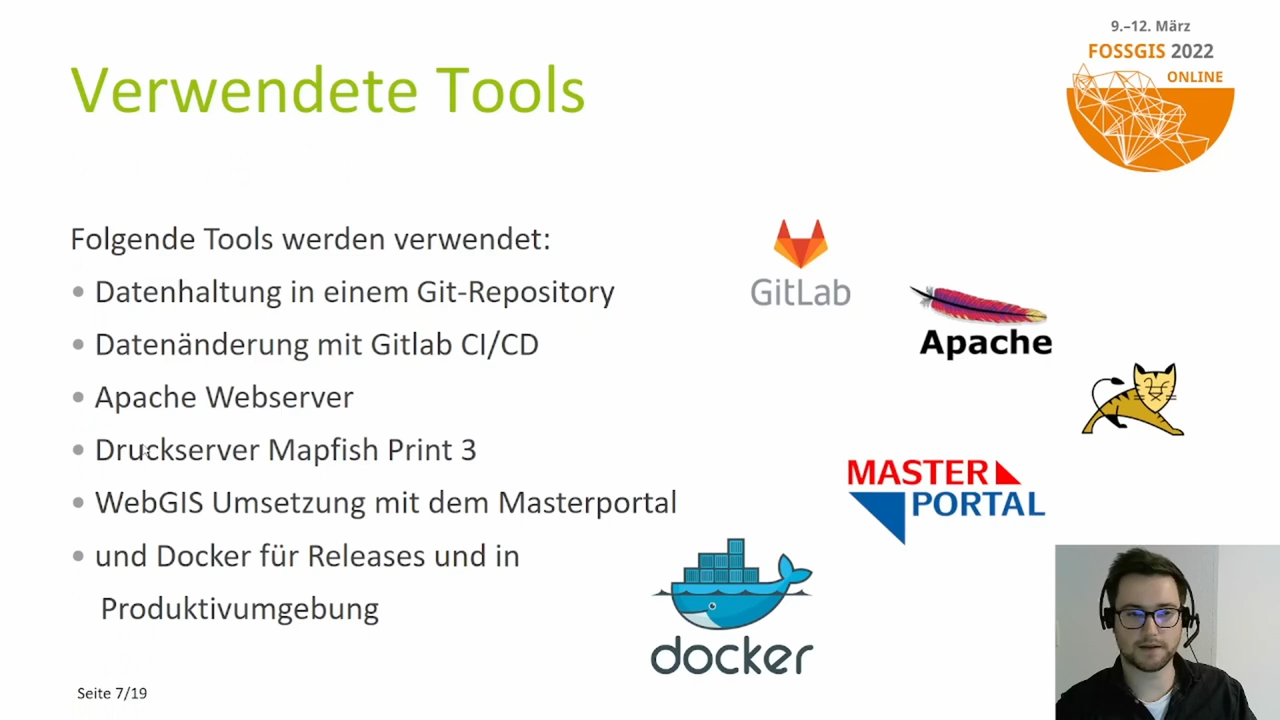 Verwendete Tools
9.–12. März
FOSSGIS 2022
ONLINE
Folgende Tools werden verwendet:
• Datenhaltung in einem Git-Repository
• Datenänderung mit Gitlab CI/CD
• Apache Webserver
• Druckserver Mapfish Print 3
• WebGIS Umsetzung mit dem Masterportal
• und Docker für Releases und in
Produktivumgebung
GitLab
Apache
MASTER
PORTAL
docker
Seite 7/19